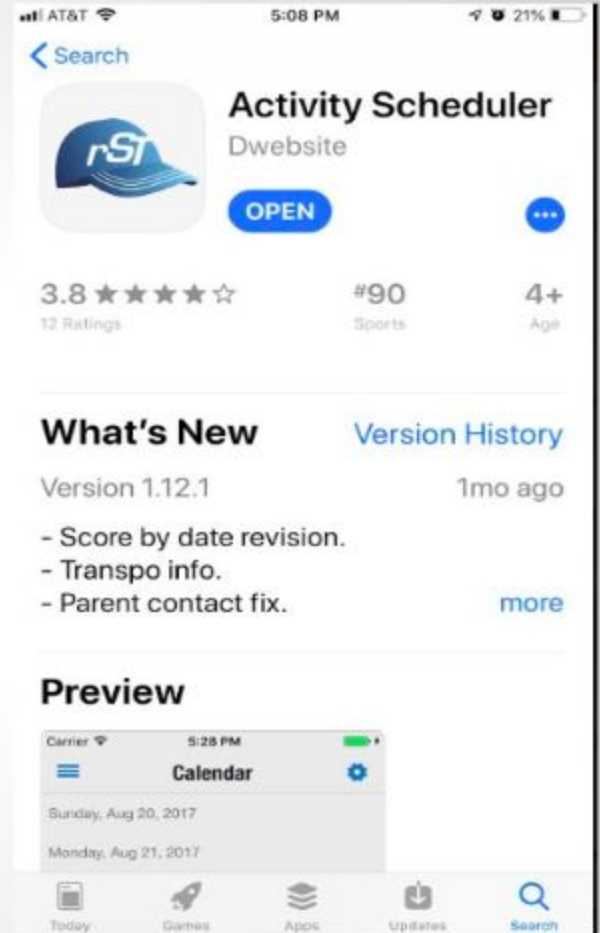 AT&T 5:08 PM 21%
Search
Activity Scheduler
rST
Dwebsite
OPEN
3.8 #90 4+
12 Ratings Sports Age
What's New Version History
Version 1.12.1 1mo ago
- Score by date revision.
- Transpo info.
- Parent contact fix. more
Preview
Carrier 5:28 PM
Calendar
Sunday, Aug 20, 2017
Monday, Aug 21, 2017
Today Games Apps Updates Search